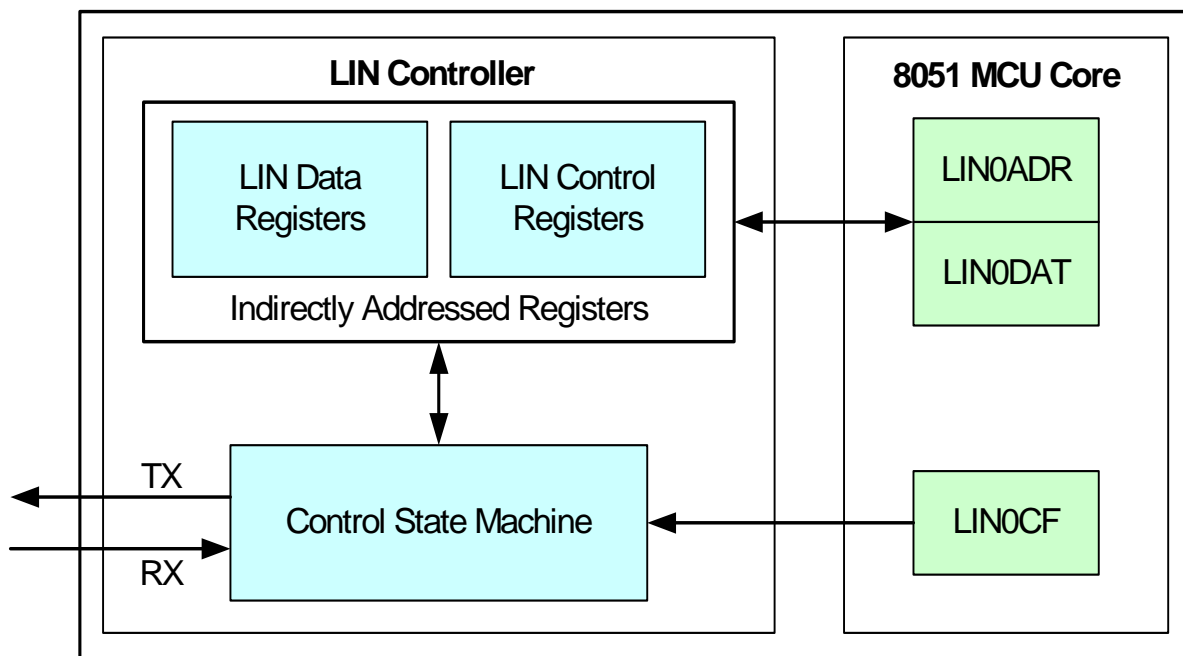 LIN Controller
LIN Data
Registers
LIN Control
Registers
Indirectly Addressed Registers
TX
RX
Control State Machine
8051 MCU Core
LIN0ADR
LIN0DAT
LIN0CF